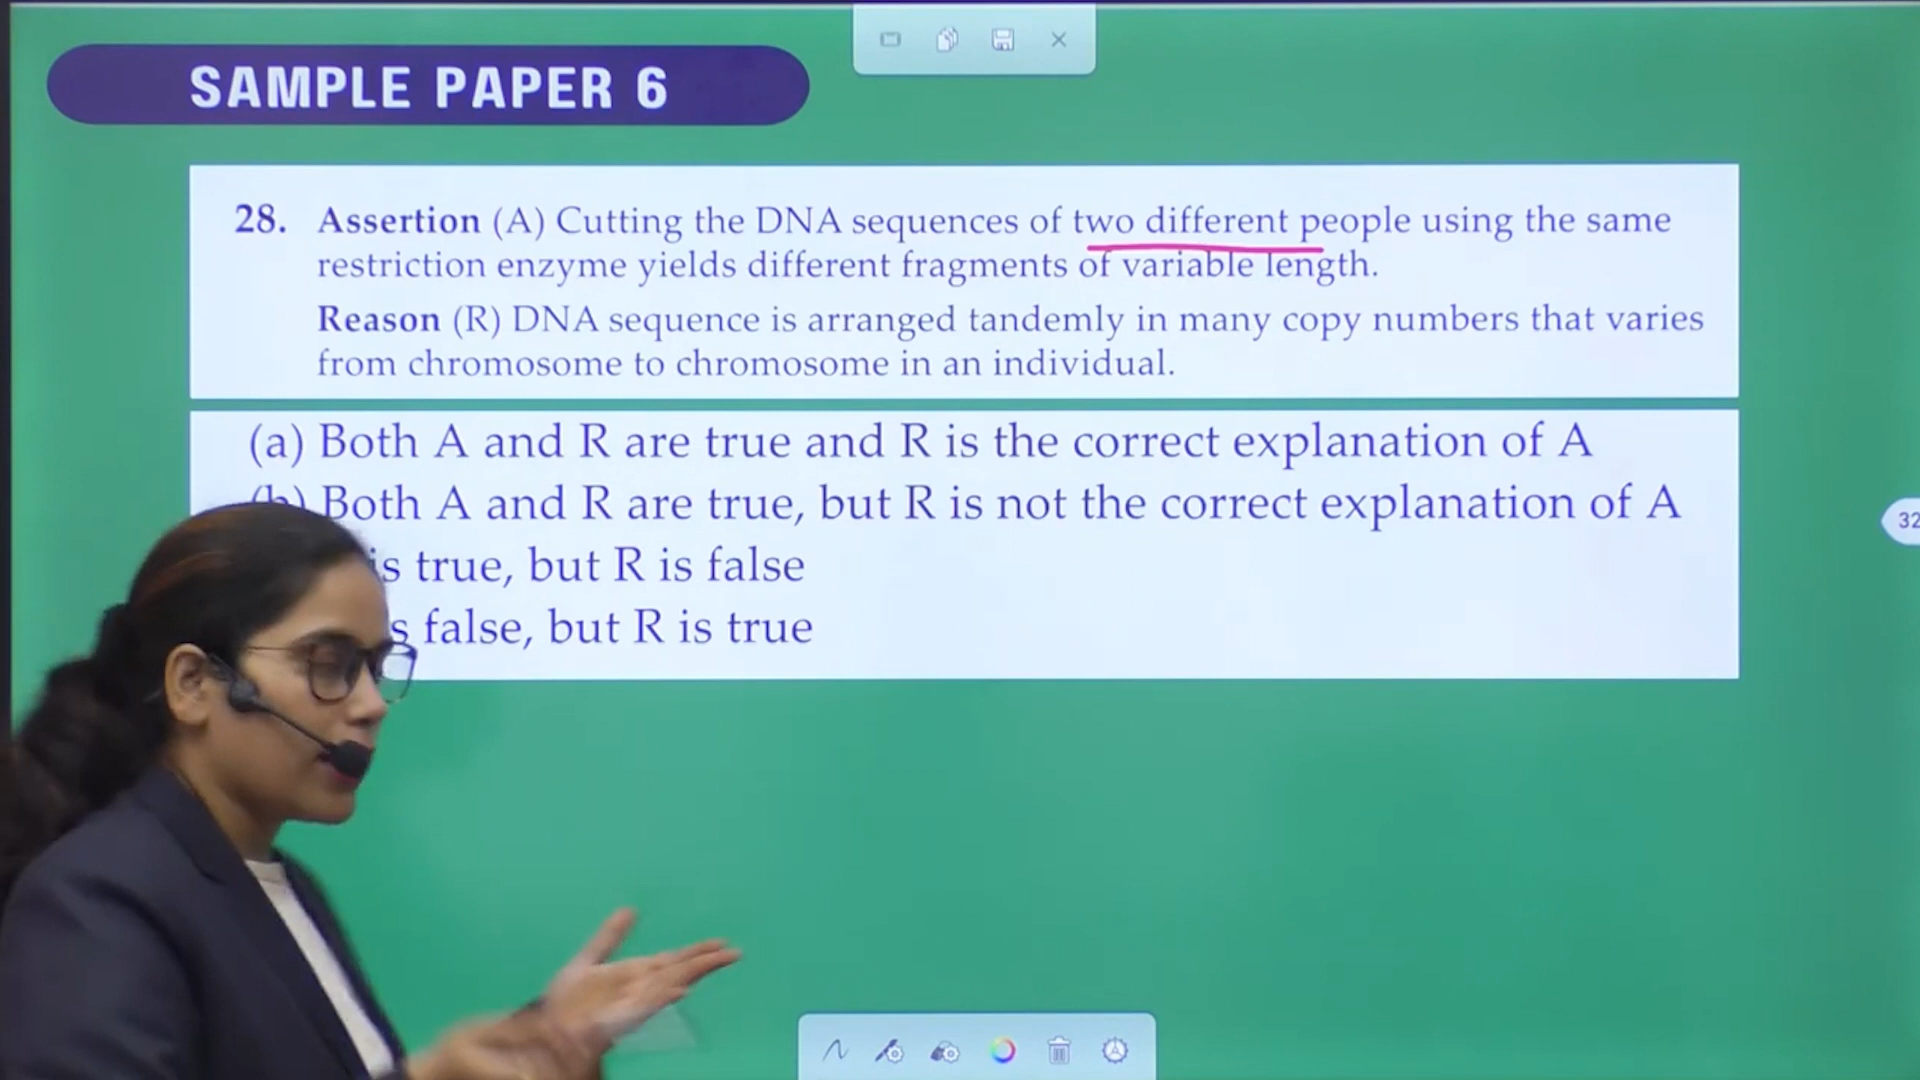 SAMPLE PAPER 6
28. Assertion (A) Cutting the DNA sequences of two different people using the same
restriction enzyme yields different fragments of variable length.
Reason (R) DNA sequence is arranged tandemly in many copy numbers that varies
from chromosome to chromosome in an individual.
(a) Both A and R are true and R is the correct explanation of A
(b) Both A and R are true, but R is not the correct explanation of A
is true, but R is false
s false, but R is true
32